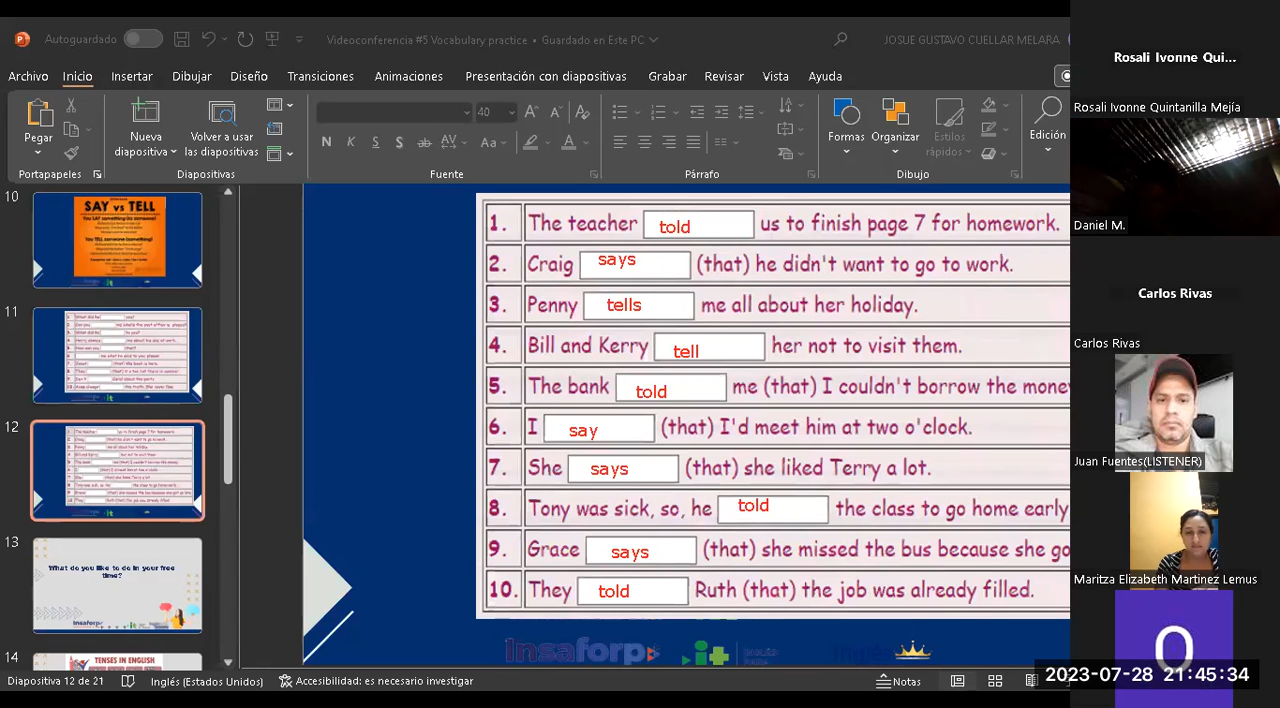 Autoguardado
Videoconferencia #5 Vocabulary practice • Guardado en Este PC
JOSUE GUSTAVO CUELLAR MELARA
Archivo Inicio Insertar Dibujar Diseño Transiciones Animaciones Presentación con diapositivas Grabar Revisar Vista Ayuda
Pegar
Nueva diapositiva
Volver a usar las diapositivas
40
N K S S ab AV Aa A
Formas Organizar Estilos rápidos Edición
Portapapeles Diapositivas Fuente Párrafo Dibujo
10
SAY vs TELL
11
12
13
What do you like to do in your free time?
14
TENSES IN ENGLISH
1. The teacher told us to finish page 7 for homework.
2. Craig says (that) he didn't want to go to work.
3. Penny tells me all about her holiday.
4. Bill and Kerry tell her not to visit them.
5. The bank told me (that) I couldn't borrow the mone
6. I say (that) I'd meet him at two o'clock.
7. She says (that) she liked Terry a lot.
8. Tony was sick, so, he told the class to go home early
9. Grace says (that) she missed the bus because she go
10. They told Ruth (that) the job was already filled.
Insaforp it+
Diapositiva 12 de 21 Inglés (Estados Unidos) Accesibilidad: es necesario investigar Notas
Rosali Ivonne Qui...
Rosali Ivonne Quintanilla Mejía
Daniel M.
Carlos Rivas
Carlos Rivas
Juan Fuentes(LISTENER)
Maritza Elizabeth Martinez Lemus
O
2023-07-28 21:45:34